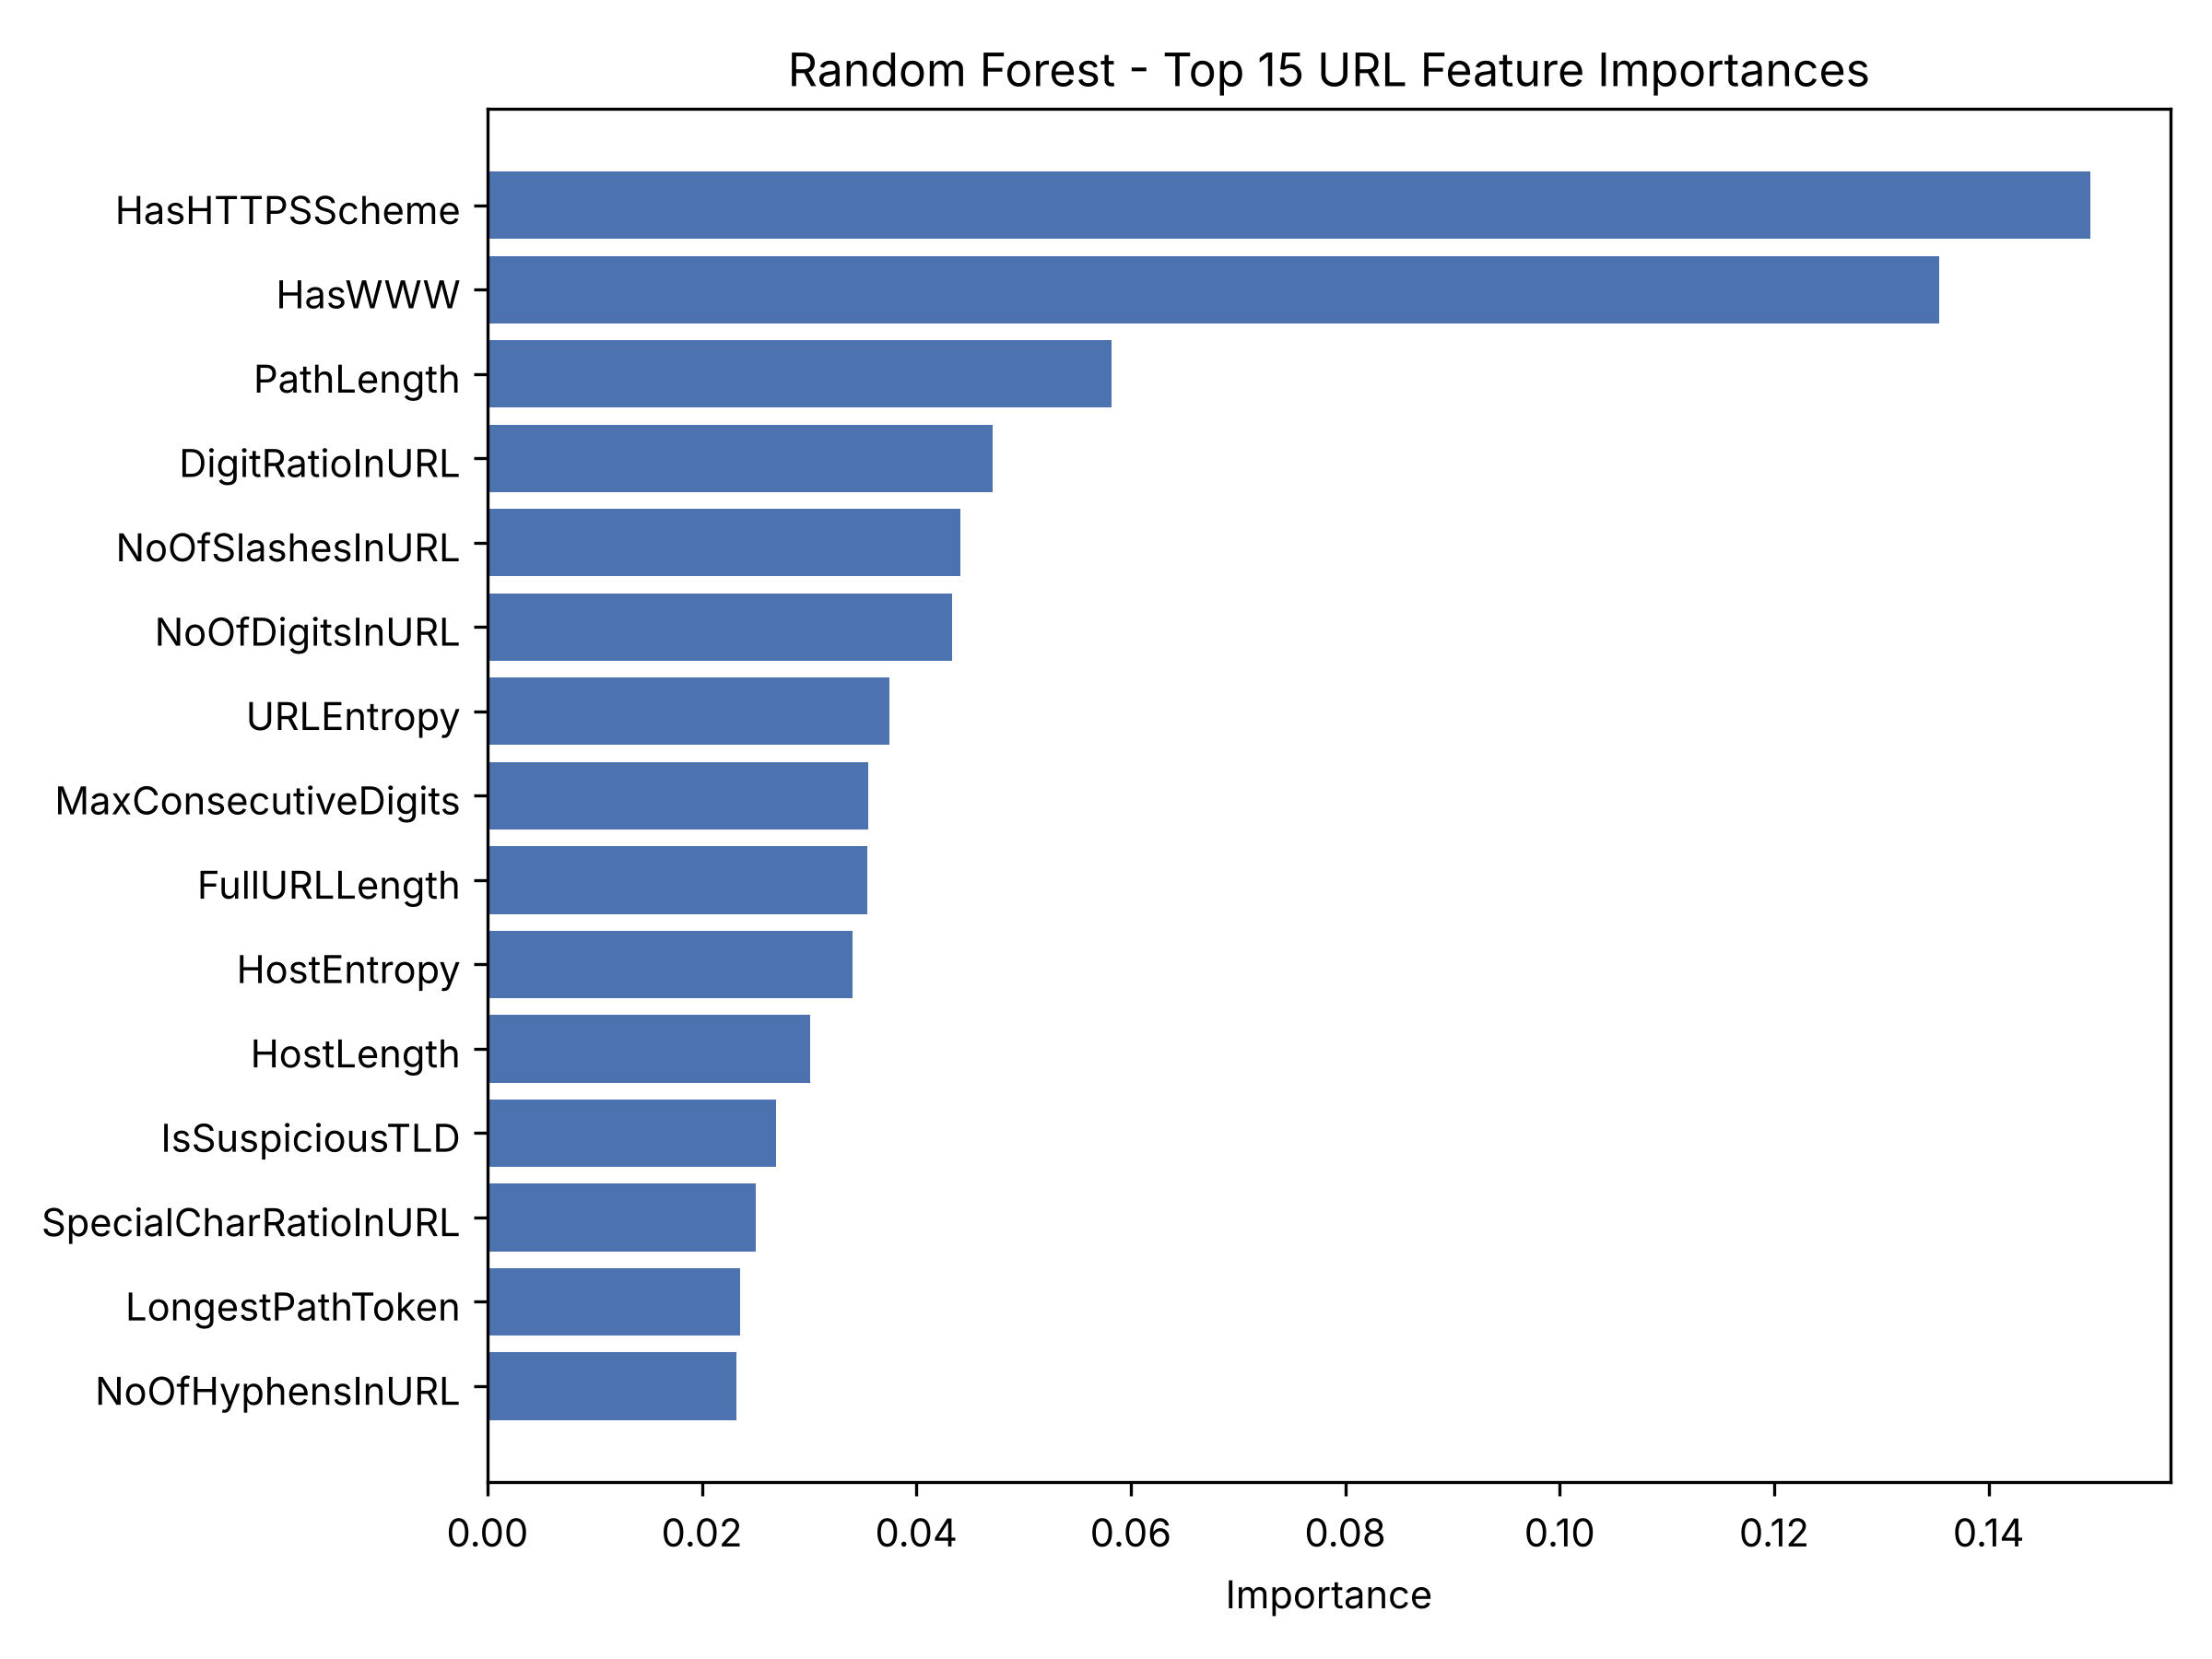 Random Forest - Top 15 URL Feature Importances
HasHTTPSScheme
HasWWW
PathLength
DigitRatioInURL
NoOfSlashesInURL
NoOfDigitsInURL
URLEntropy
MaxConsecutiveDigits
FullURLLength
HostEntropy
HostLength
IsSuspiciousTLD
SpecialCharRatioInURL
LongestPathToken
NoOfHyphensInURL
0.00 0.02 0.04 0.06 0.08 0.10 0.12 0.14
Importance